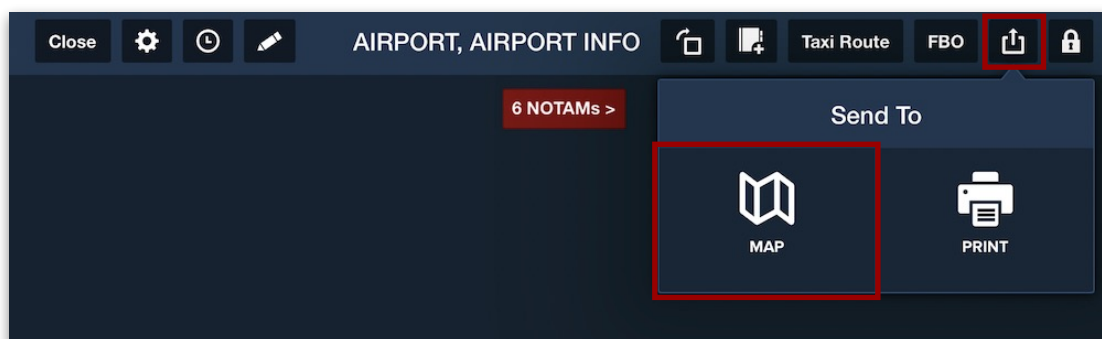 Close
AIRPORT, AIRPORT INFO
Taxi Route
FBO
6 NOTAMs >
Send To
MAP
PRINT